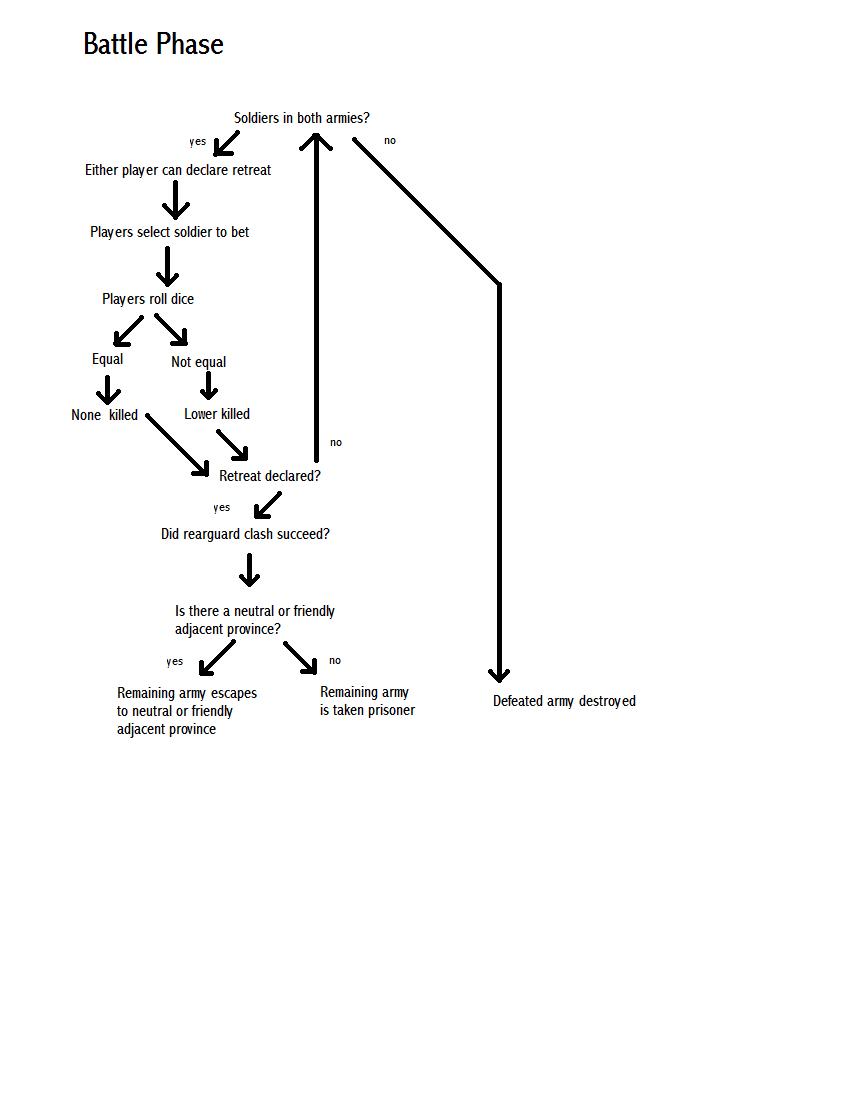 Battle Phase
Soldiers in both armies?
yes
no
Either player can declare retreat
Players select soldier to bet
Players roll dice
Equal
Not equal
None killed
Lower killed
no
Retreat declared?
yes
Did rearguard clash succeed?
Is there a neutral or friendly
adjacent province?
yes
no
Remaining army escapes
to neutral or friendly
adjacent province
Remaining army
is taken prisoner
Defeated army destroyed